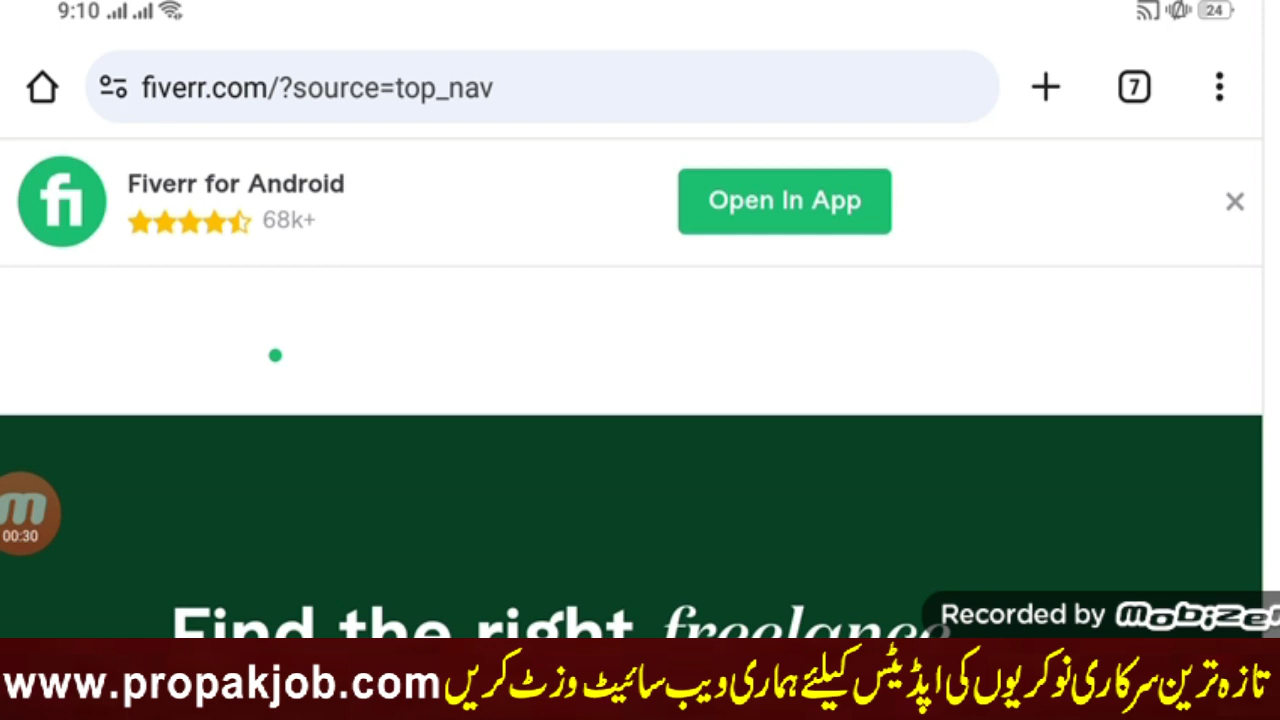 9:10
24
fiverr.com/?source=top_nav
7
fi
Fiverr for Android
68k+
Open In App
m
00:30
Find the right freelance
Recorded by mobizen
www.propakjob.com تازہ ترین سرکاری نوکریوں کی اپڈیٹس کیلئے ہماری ویب سائیٹ وزٹ کریں